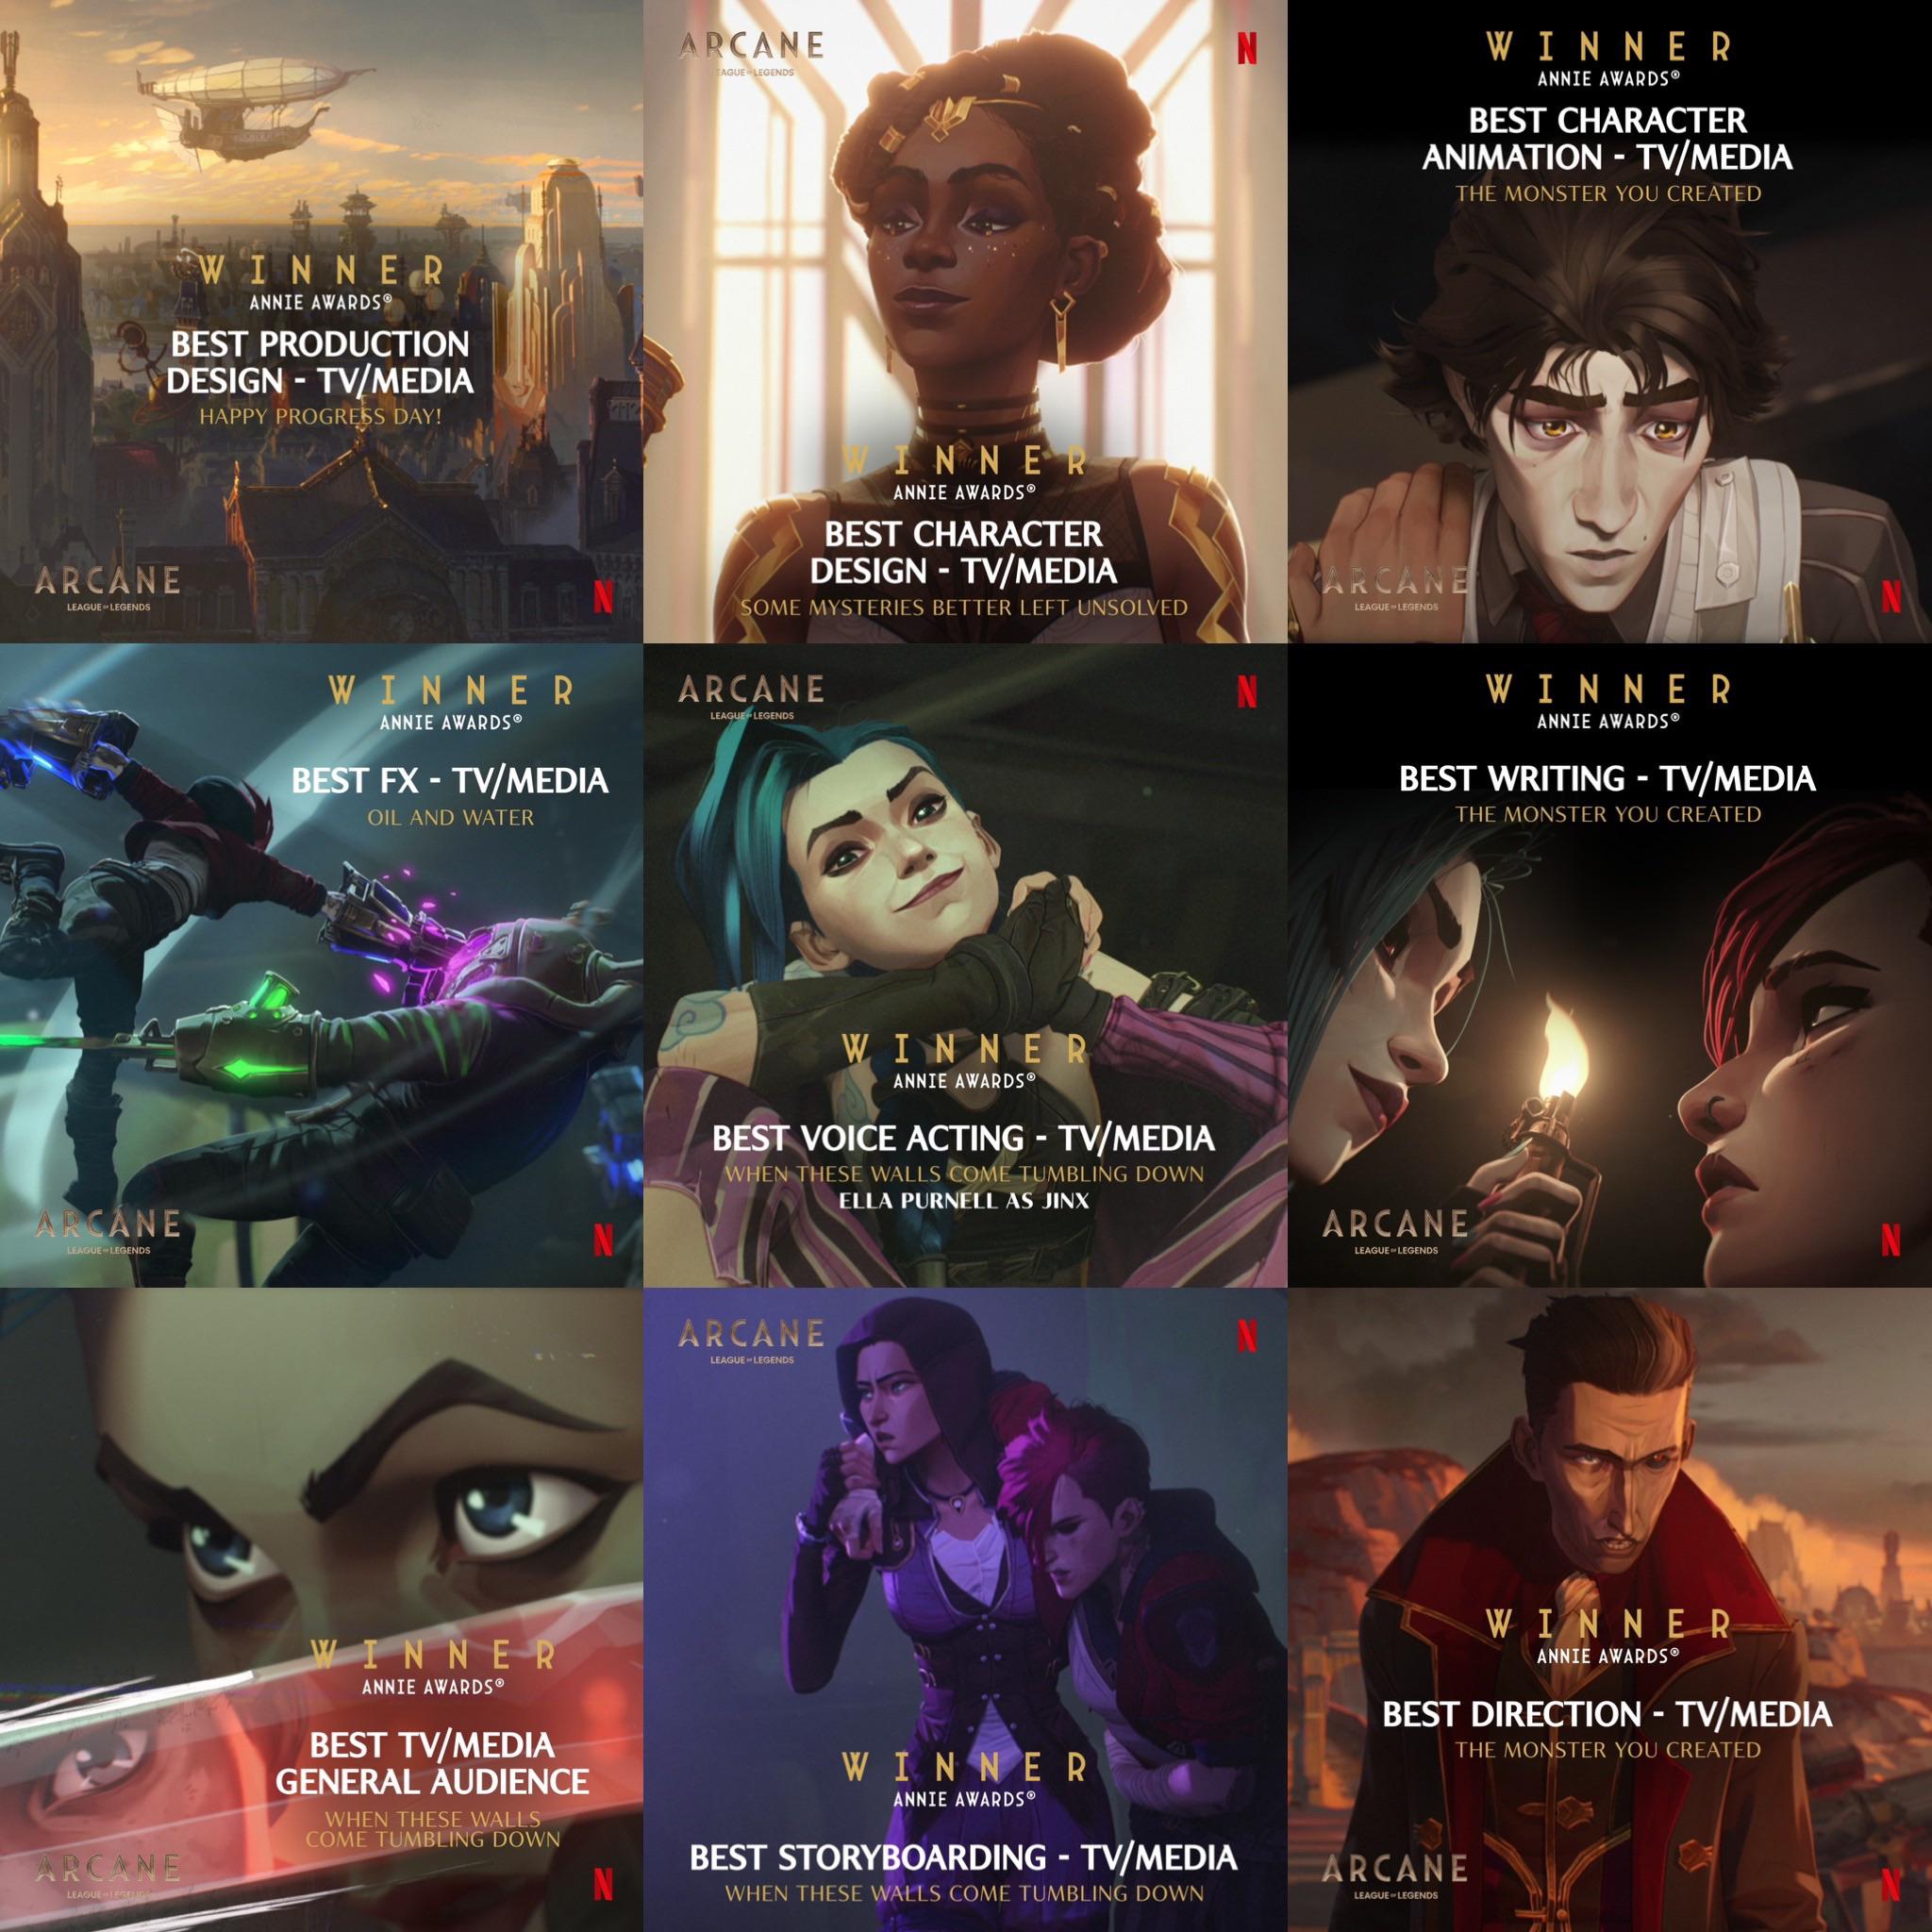 WINNER
ANNIE AWARDS®
BEST PRODUCTION
DESIGN - TV/MEDIA
HAPPY PROGRESS DAY!
ARCANE
LEAGUE OF LEGENDS
N
ARCANE
LEAGUE OF LEGENDS
N
WINNER
ANNIE AWARDS®
BEST CHARACTER
DESIGN - TV/MEDIA
SOME MYSTERIES BETTER LEFT UNSOLVED
WINNER
ANNIE AWARDS®
BEST CHARACTER
ANIMATION - TV/MEDIA
THE MONSTER YOU CREATED
ARCANE
LEAGUE OF LEGENDS
N
WINNER
ANNIE AWARDS®
BEST FX - TV/MEDIA
OIL AND WATER
ARCANE
LEAGUE OF LEGENDS
N
ARCANE
LEAGUE OF LEGENDS
N
WINNER
ANNIE AWARDS®
BEST VOICE ACTING - TV/MEDIA
WHEN THESE WALLS COME TUMBLING DOWN
ELLA PURNELL AS JINX
WINNER
ANNIE AWARDS®
BEST WRITING - TV/MEDIA
THE MONSTER YOU CREATED
ARCANE
LEAGUE OF LEGENDS
N
WINNER
ANNIE AWARDS®
BEST TV/MEDIA
GENERAL AUDIENCE
WHEN THESE WALLS
COME TUMBLING DOWN
ARCANE
LEAGUE OF LEGENDS
N
ARCANE
LEAGUE OF LEGENDS
N
WINNER
ANNIE AWARDS®
BEST STORYBOARDING - TV/MEDIA
WHEN THESE WALLS COME TUMBLING DOWN
WINNER
ANNIE AWARDS®
BEST DIRECTION - TV/MEDIA
THE MONSTER YOU CREATED
ARCANE
LEAGUE OF LEGENDS
N